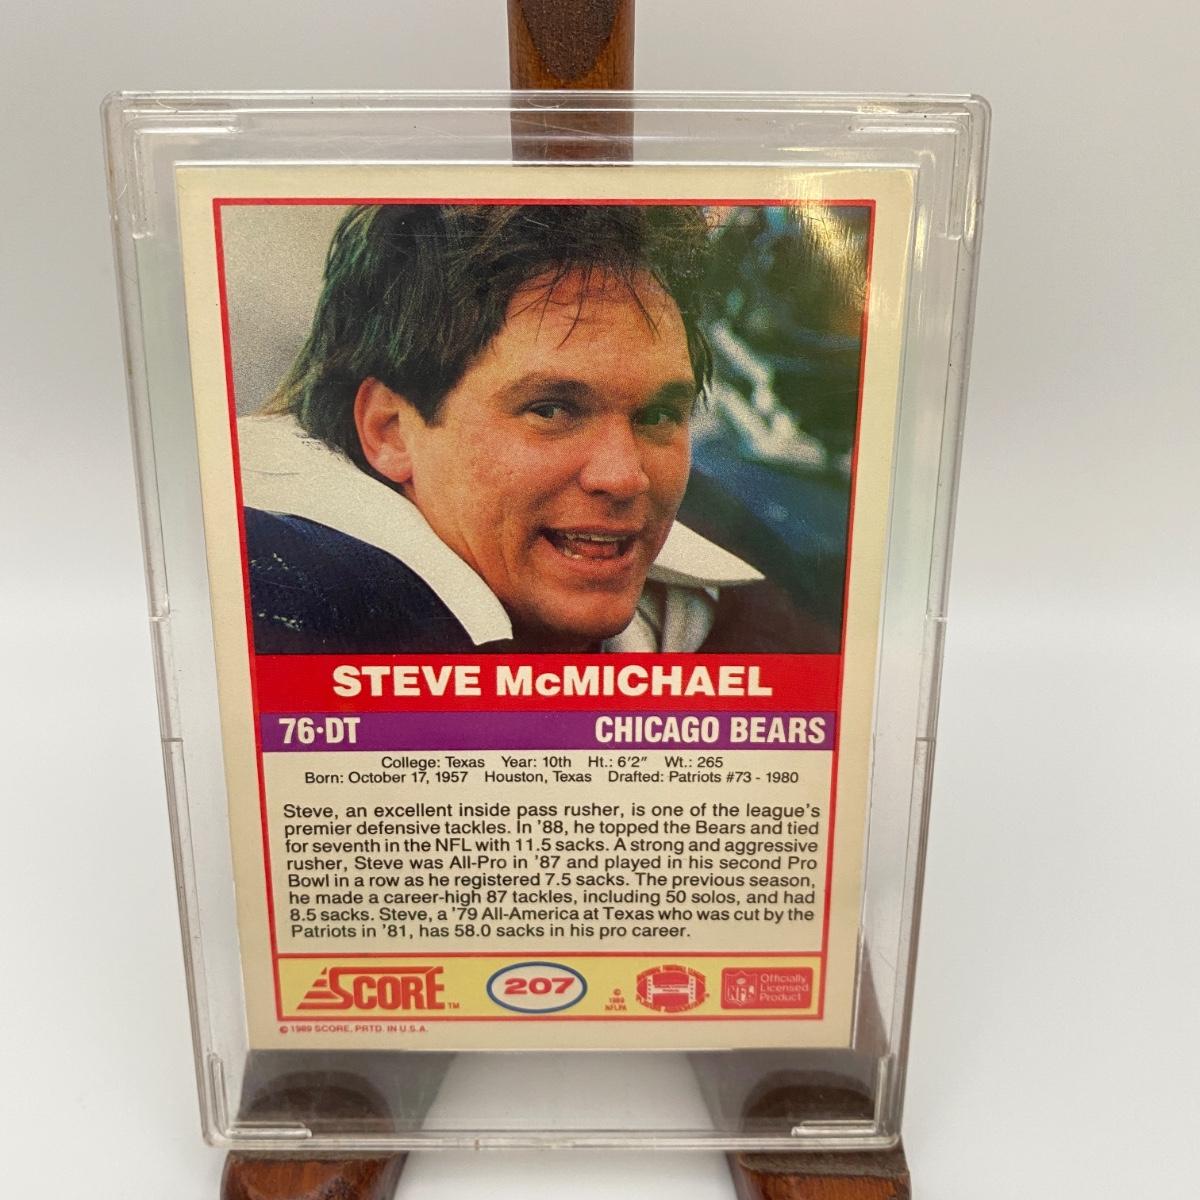 STEVE McMICHAEL
76·DT CHICAGO BEARS
College: Texas Year: 10th Ht.: 6'2" Wt.: 265
Born: October 17, 1957 Houston, Texas Drafted: Patriots #73 - 1980
Steve, an excellent inside pass rusher, is one of the league's
premier defensive tackles. In '88, he topped the Bears and tied
for seventh in the NFL with 11.5 sacks. A strong and aggressive
rusher, Steve was All-Pro in '87 and played in his second Pro
Bowl in a row as he registered 7.5 sacks. The previous season,
he made a career-high 87 tackles, including 50 solos, and had
8.5 sacks. Steve, a '79 All-America at Texas who was cut by the
Patriots in '81, has 58.0 sacks in his pro career.
SCORE™
207
©
1989
NFLPA
NFL
Officially
Licensed
Product
© 1989 SCORE, PRTD. IN U.S.A.